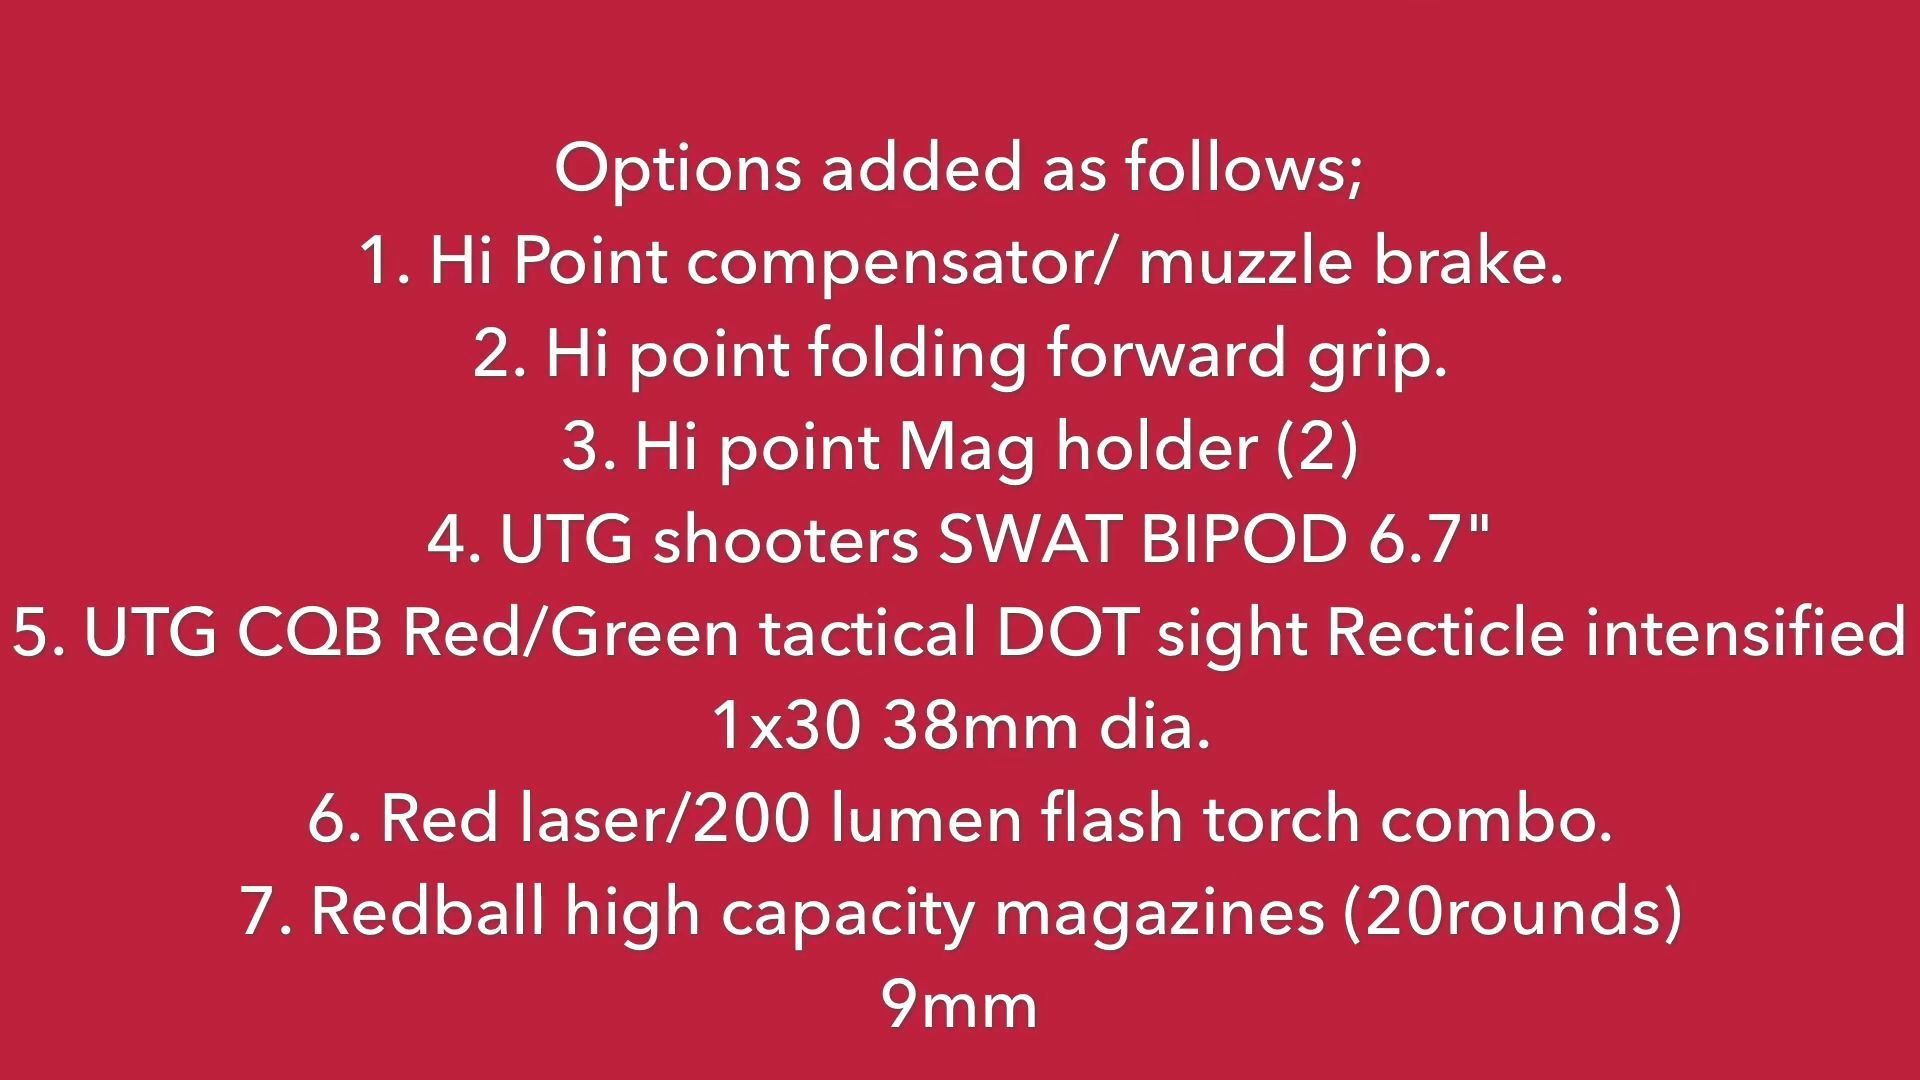 Options added as follows;
1. Hi Point compensator/ muzzle brake.
2. Hi point folding forward grip.
3. Hi point Mag holder (2)
4. UTG shooters SWAT BIPOD 6.7"
5. UTG CQB Red/Green tactical DOT sight Recticle intensified
1x30 38mm dia.
6. Red laser/200 lumen flash torch combo.
7. Redball high capacity magazines (20rounds)
9mm